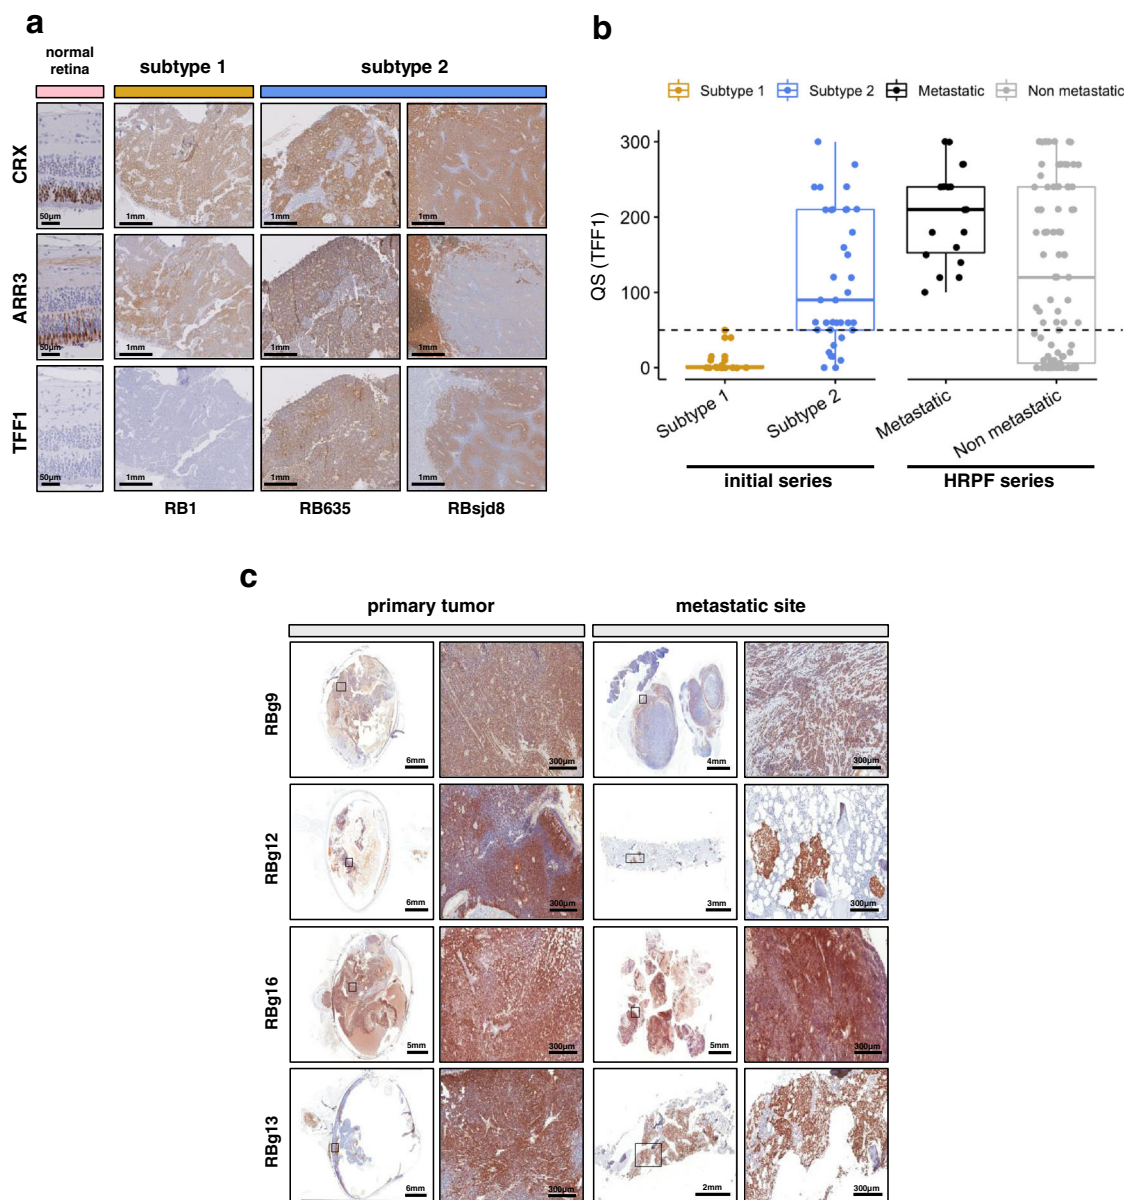 a
normal
retina
subtype 1
subtype 2
CRX
50µm
1mm
1mm
1mm
ARR3
50µm
1mm
1mm
1mm
TFF1
50µm
1mm
1mm
1mm
RB1
RB635
RBsjd8
b
Subtype 1
Subtype 2
Metastatic
Non metastatic
QS (TFF1)
300
200
100
0
Subtype 1
Subtype 2
Metastatic
Non metastatic
initial series
HRPF series
c
primary tumor
metastatic site
RBg9
6mm
300µm
4mm
300µm
RBg12
6mm
300µm
3mm
300µm
RBg16
5mm
300µm
5mm
300µm
RBg13
6mm
300µm
2mm
300µm